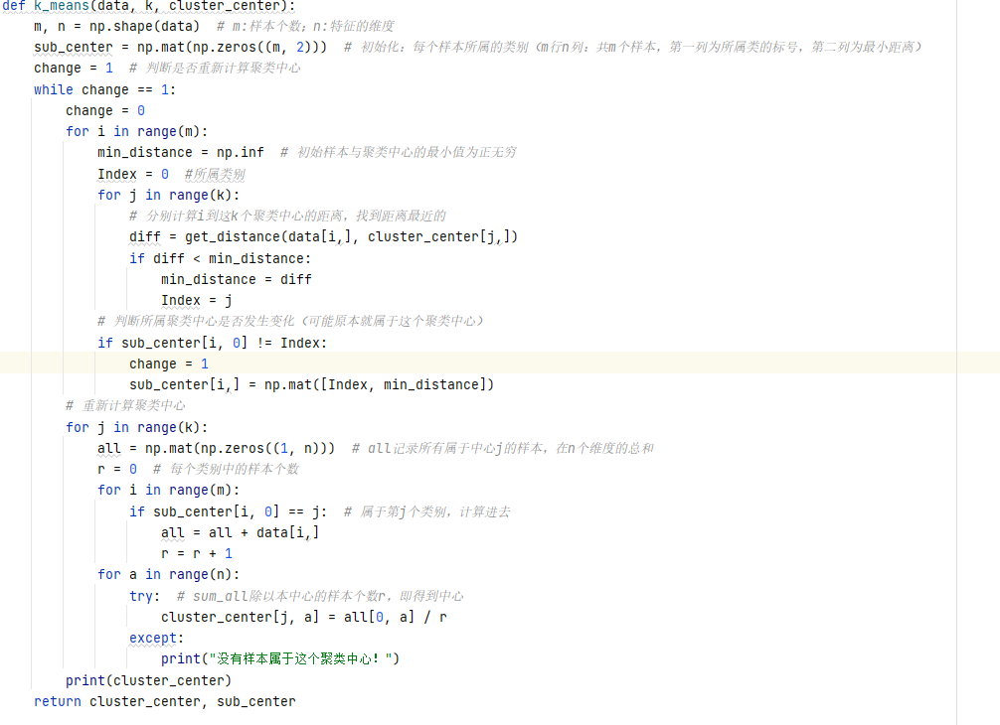 def k_means(data, k, cluster_center):
    m, n = np.shape(data)  # m:样本个数；n:特征的维度
    sub_center = np.mat(np.zeros((m, 2)))  # 初始化：每个样本所属的类别（m行n列：共m个样本，第一列为所属类的标号，第二列为最小距离）
    change = 1  # 判断是否重新计算聚类中心
    while change == 1:
        change = 0
        for i in range(m):
            min_distance = np.inf  # 初始样本与聚类中心的最小值为正无穷
            Index = 0  #所属类别
            for j in range(k):
                # 分别计算i到这k个聚类中心的距离，找到距离最近的
                diff = get_distance(data[i,], cluster_center[j,])
                if diff < min_distance:
                    min_distance = diff
                    Index = j
            # 判断所属聚类中心是否发生变化（可能原本就属于这个聚类中心）
            if sub_center[i, 0] != Index:
                change = 1
                sub_center[i,] = np.mat([Index, min_distance])
        # 重新计算聚类中心
        for j in range(k):
            all = np.mat(np.zeros((1, n)))  # all记录所有属于中心j的样本，在n个维度的总和
            r = 0  # 每个类别中的样本个数
            for i in range(m):
                if sub_center[i, 0] == j:  # 属于第j个类别，计算进去
                    all = all + data[i,]
                    r = r + 1
            for a in range(n):
                try:  # sum_all除以本中心的样本个数r，即得到中心
                    cluster_center[j, a] = all[0, a] / r
                except:
                    print("没有样本属于这个聚类中心！")
        print(cluster_center)
    return cluster_center, sub_center